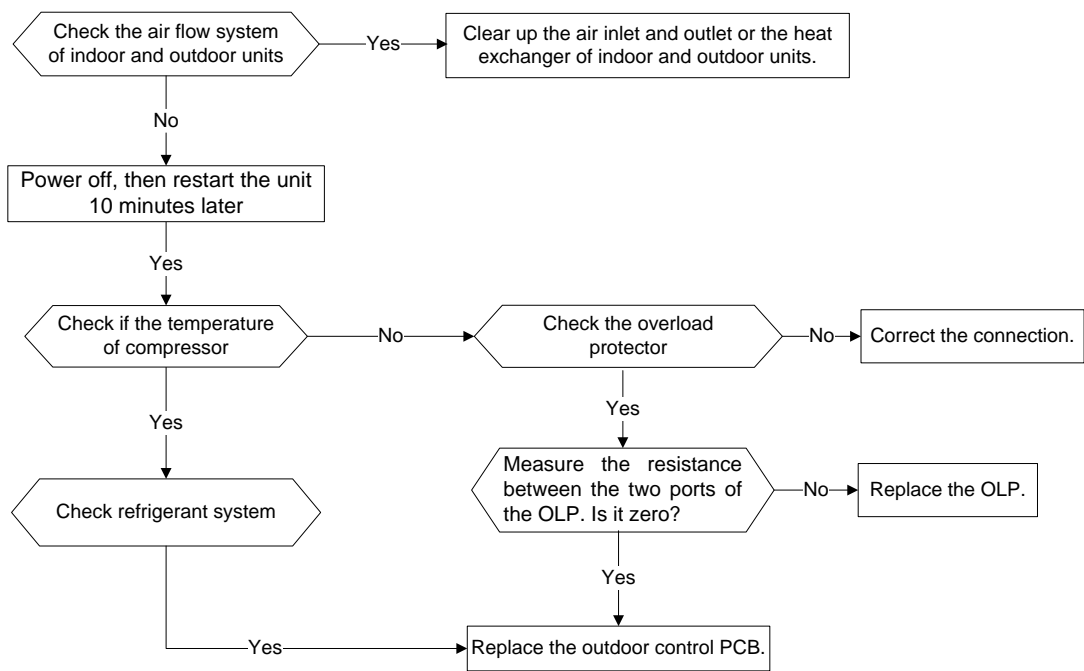 Check the air flow system
of indoor and outdoor units
Yes
Clear up the air inlet and outlet or the heat
exchanger of indoor and outdoor units.
No
Power off, then restart the unit
10 minutes later
Yes
Check if the temperature
of compressor
No
Check the overload
protector
No
Correct the connection.
Yes
Yes
Measure the resistance
between the two ports of
the OLP. Is it zero?
No
Replace the OLP.
Check refrigerant system
Yes
Yes
Replace the outdoor control PCB.